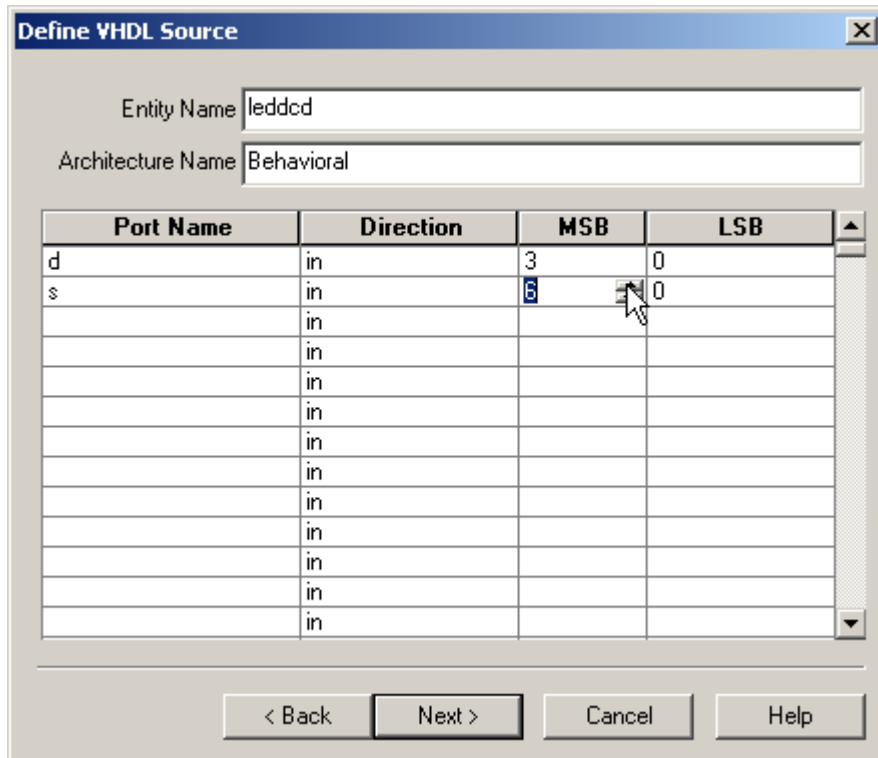 Define VHDL Source
Entity Name leddcd
Architecture Name Behavioral
Port Name Direction MSB LSB
d in 3 0
s in 6 0
in
in
in
in
in
in
in
in
in
in
in
< Back Next > Cancel Help